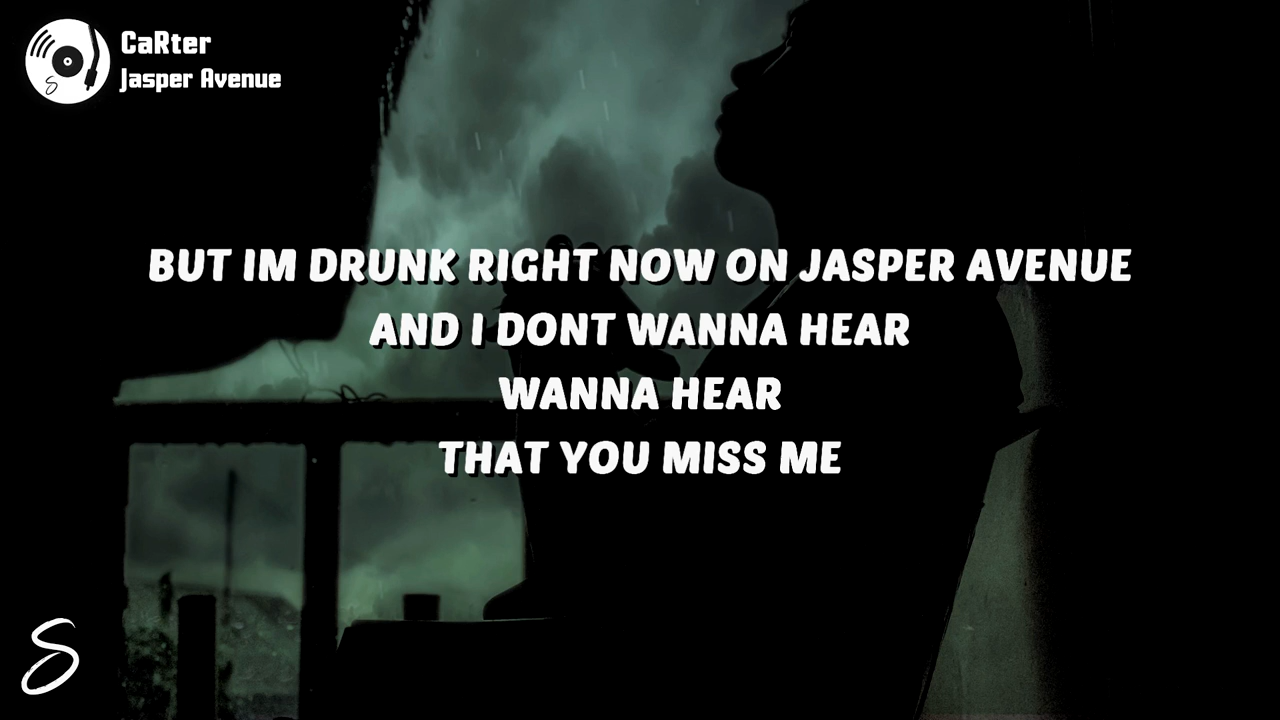 CaRter
Jasper Avenue
BUT IM DRUNK RIGHT NOW ON JASPER AVENUE
AND I DONT WANNA HEAR
WANNA HEAR
THAT YOU MISS ME
S